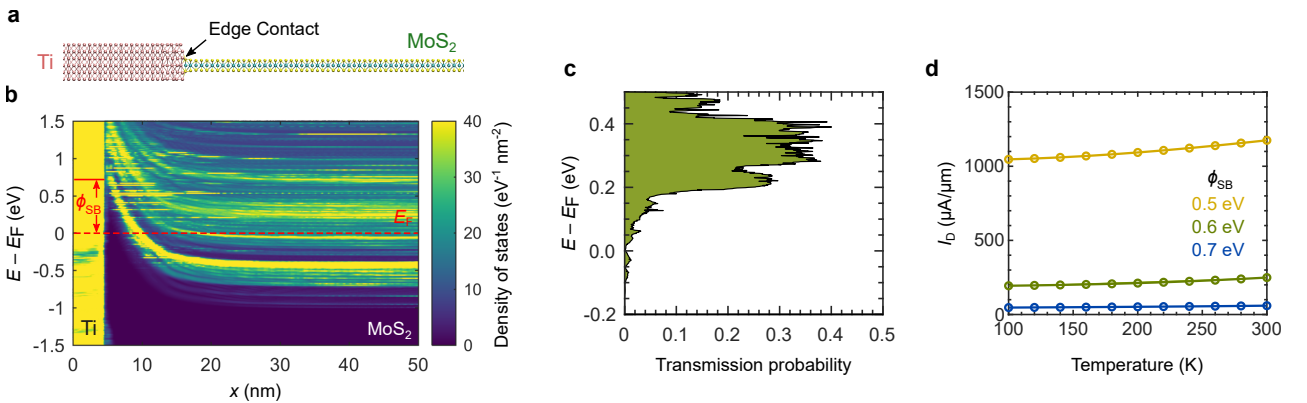 a
Edge Contact
Ti
MoS2
b
1.5
1
0.5
0
-0.5
-1
-1.5
E − EF (eV)
ϕSB
EF
Ti
MoS2
0 10 20 30 40 50
x (nm)
40
30
20
10
0
Density of states (eV-1 nm-2)
c
0.4
0.2
0.0
-0.2
E − EF (eV)
0 0.1 0.2 0.3 0.4 0.5
Transmission probability
d
1500
1000
500
0
ID (μA/μm)
ϕSB
0.5 eV
0.6 eV
0.7 eV
100 150 200 250 300
Temperature (K)